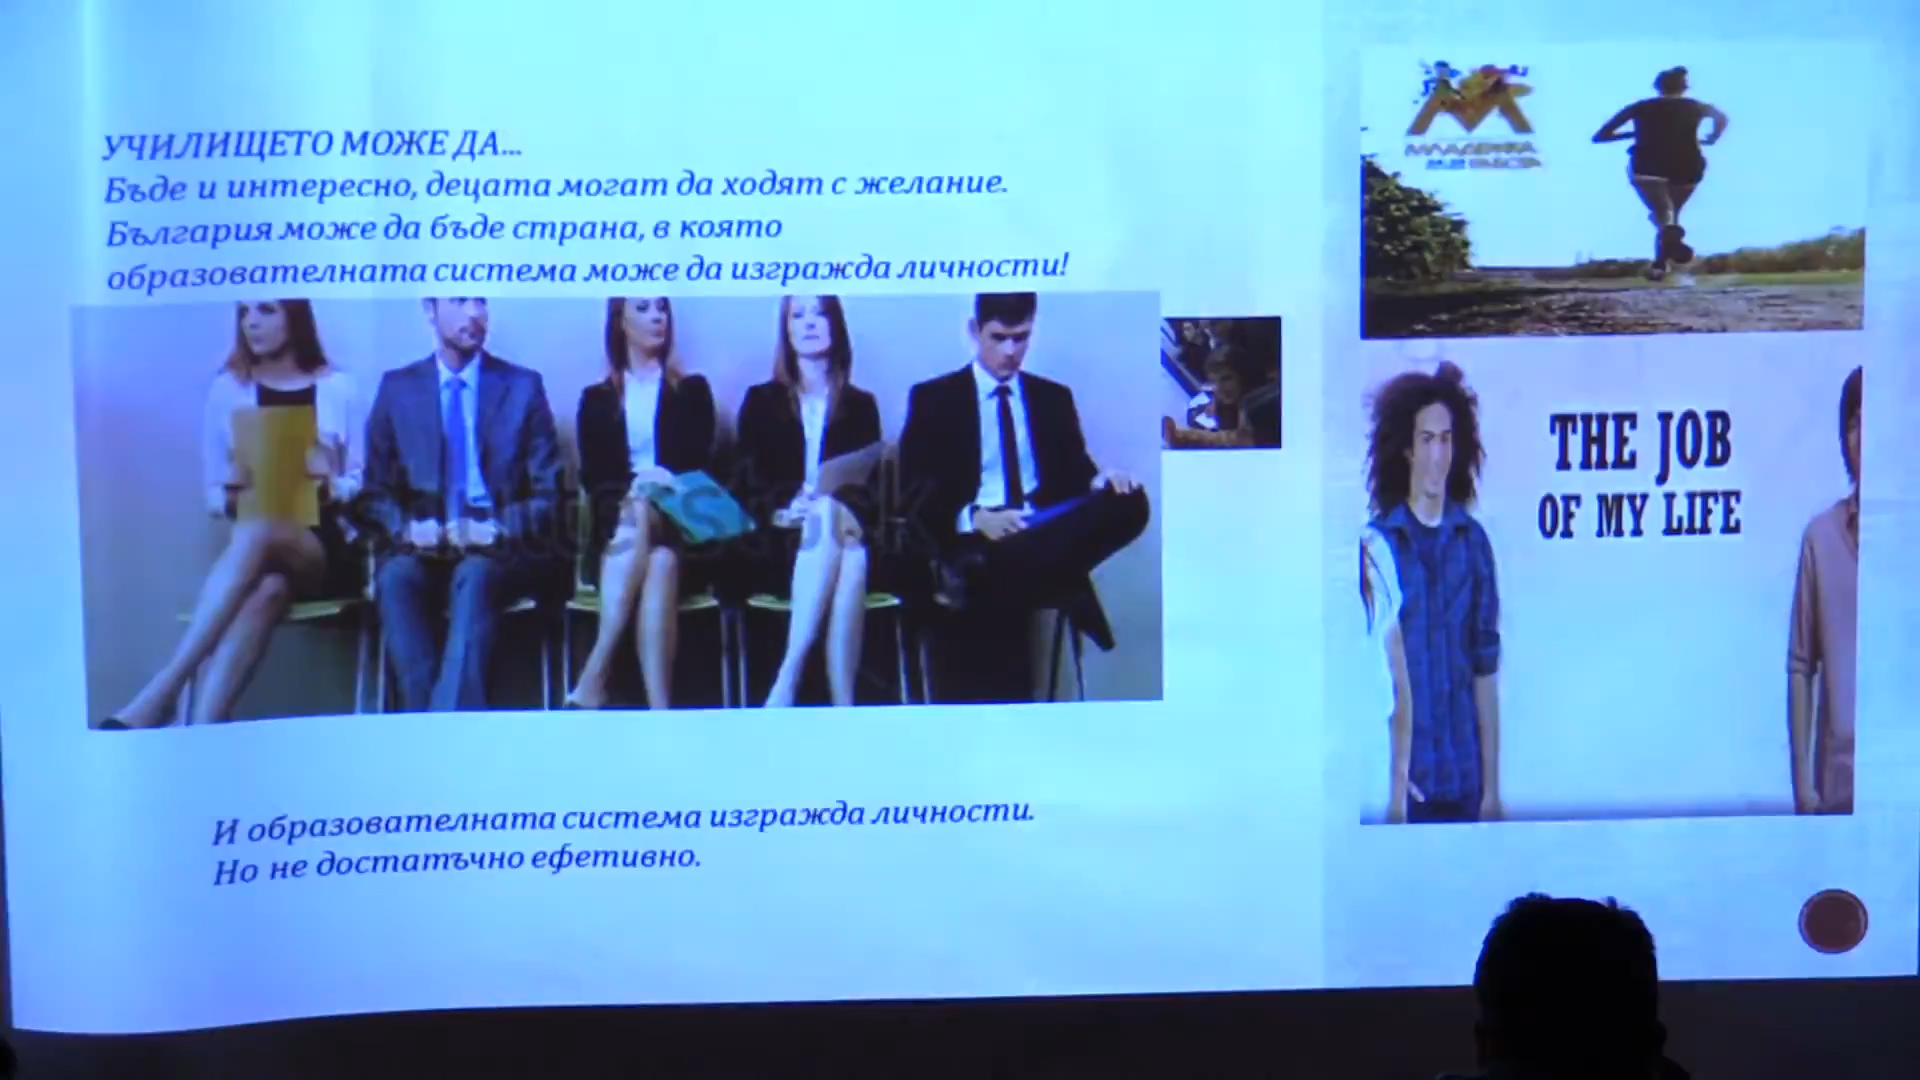 УЧИЛИЩЕТО МОЖЕ ДА...
Бъде и интересно, децата могат да ходят с желание.
България може да бъде страна, в която
образователната система може да изгражда личности!
shutterstock
THE JOB
OF MY LIFE
И образователната система изгражда личности.
Но не достатъчно ефетивно.